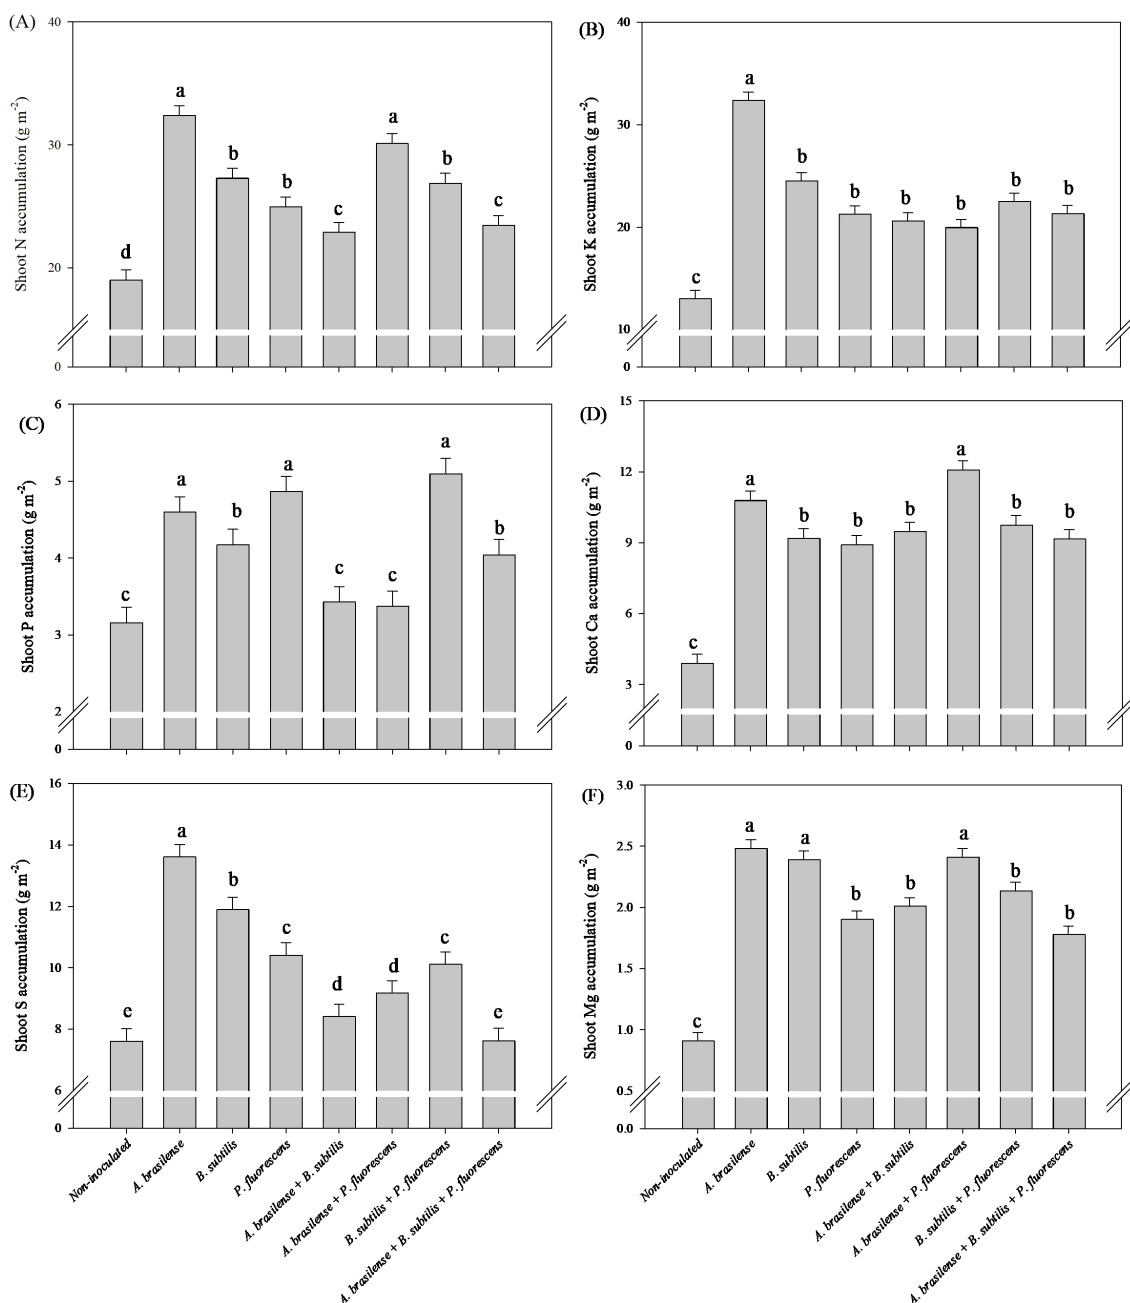 (A)
Shoot N accumulation (g m-2)
40
30
20
0
d
a
b
b
c
a
b
c
(B)
Shoot K accumulation (g m-2)
40
30
20
10
0
c
a
b
b
b
b
b
b
(C)
Shoot P accumulation (g m-2)
6
5
4
3
2
0
c
a
b
a
c
c
a
b
(D)
Shoot Ca accumulation (g m-2)
15
12
9
6
3
0
c
a
b
b
b
a
b
b
(E)
Shoot S accumulation (g m-2)
16
14
12
10
8
6
0
e
a
b
c
d
d
c
e
Non-inoculated
A. brasilense
B. subtilis
P. fluorescens
A. brasilense + B. subtilis
A. brasilense + P. fluorescens
B. subtilis + P. fluorescens
A. brasilense + B. subtilis + P. fluorescens
(F)
Shoot Mg accumulation (g m-2)
3.0
2.5
2.0
1.5
1.0
0.5
0.0
c
a
a
b
b
a
b
b
Non-inoculated
A. brasilense
B. subtilis
P. fluorescens
A. brasilense + B. subtilis
A. brasilense + P. fluorescens
B. subtilis + P. fluorescens
A. brasilense + B. subtilis + P. fluorescens